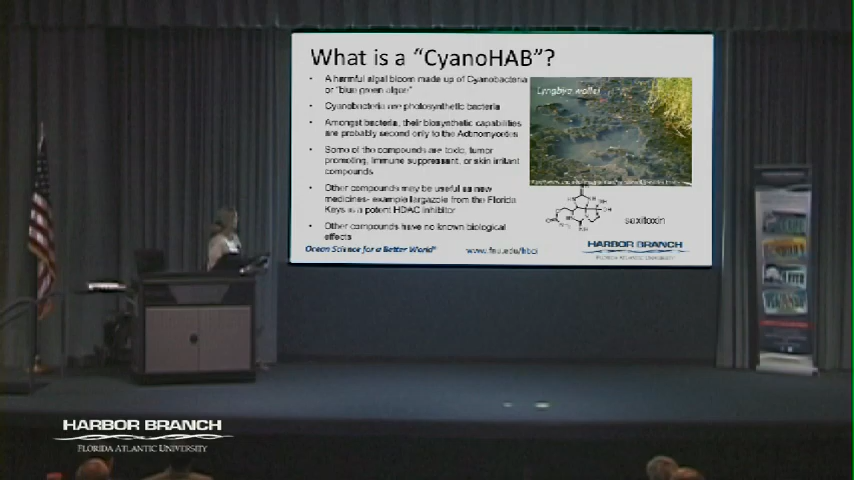 What is a "CyanoHAB"?
• A harmful algal bloom made up of Cyanobacteria
or "blue green algae"
• Cyanobacteria are photosynthetic bacteria
• Amongst bacteria, their biosynthetic capabilities
are probably second only to the Actinomycetes
• Some of the compounds are toxic, tumor
promoting, immune suppressant, or skin irritant
compounds
• Other compounds may be useful as new
medicines- example largazole from the Florida
Keys is a potent HDAC inhibitor
• Other compounds have no known biological
effects
Lyngbya wollei
saxitoxin
Ocean Science for a Better World®
www.fau.edu/hboi
HARBOR BRANCH
FLORIDA ATLANTIC UNIVERSITY
HARBOR BRANCH
FLORIDA ATLANTIC UNIVERSITY